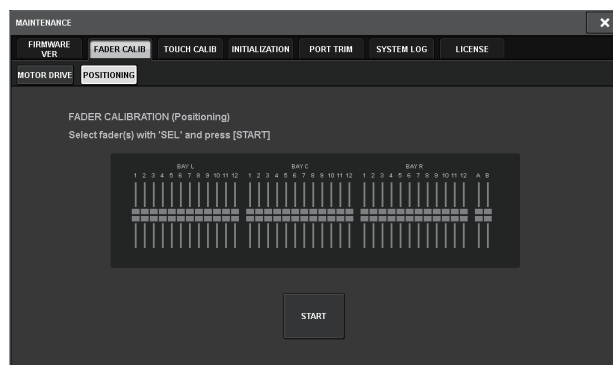 MAINTENANCE
FIRMWARE VER FADER CALIB TOUCH CALIB INITIALIZATION PORT TRIM SYSTEM LOG LICENSE
MOTOR DRIVE POSITIONING
FADER CALIBRATION (Positioning)
Select fader(s) with 'SEL' and press [START]
BAY L BAY C BAY R
1 2 3 4 5 6 7 8 9 10 11 12 1 2 3 4 5 6 7 8 9 10 11 12 1 2 3 4 5 6 7 8 9 10 11 12 A B
START